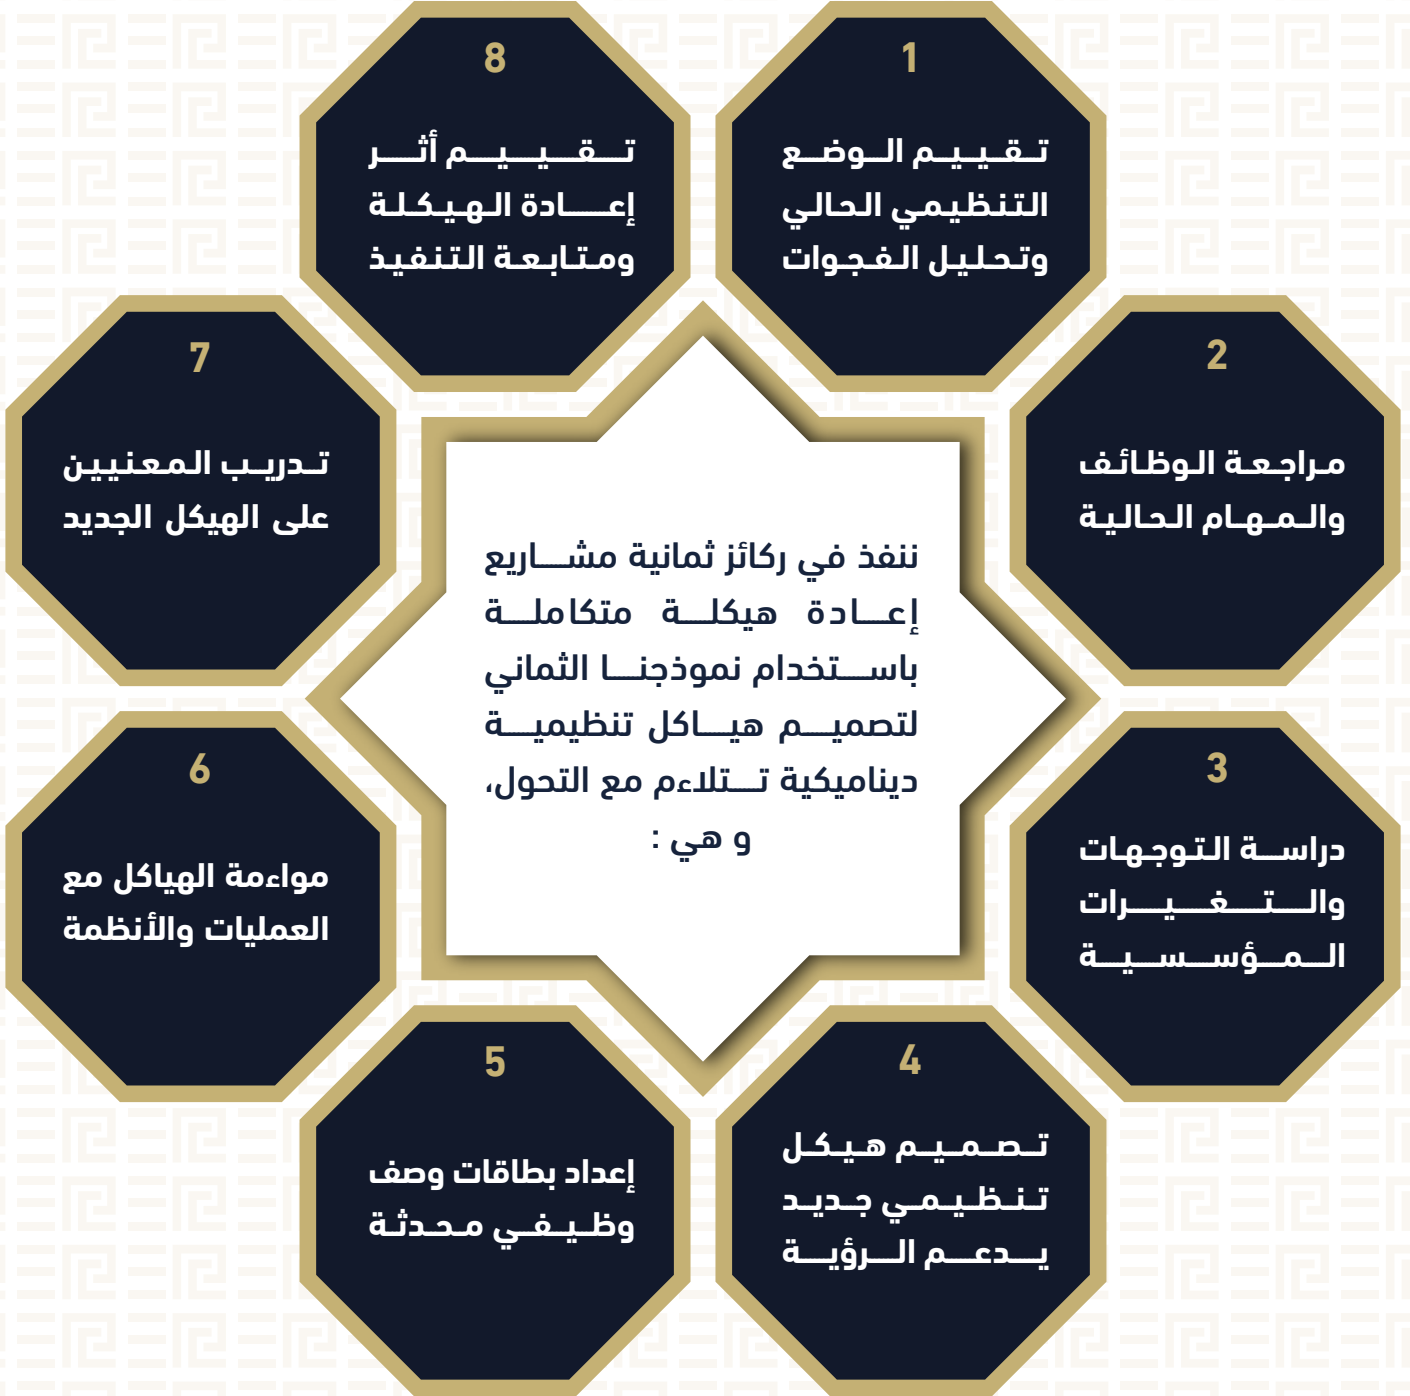 ننفذ في ركائز ثمانية مشاريع
إعادة هيكلة متكاملة
باستخدام نموذجنا الثماني
لتصميم هياكل تنظيمية
ديناميكية تتلاءم مع التحول،
و هي :
1
تقييم الوضع
التنظيمي الحالي
وتحليل الفجوات
2
مراجعة الوظائف
والمهام الحالية
3
دراسة التوجهات
والتغيرات
المؤسسية
4
تصميم هيكل
تنظيمي جديد
يدعم الرؤية
5
إعداد بطاقات وصف
وظيفي محدثة
6
مواءمة الهياكل مع
العمليات والأنظمة
7
تدريب المعنيين
على الهيكل الجديد
8
تقييم أثر
إعادة الهيكلة
ومتابعة التنفيذ